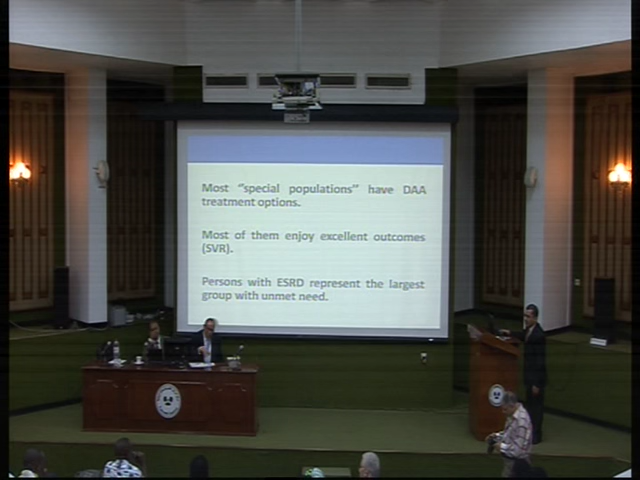 Most "special populations" have DAA
treatment options.
Most of them enjoy excellent outcomes
(SVR).
Persons with ESRD represent the largest
group with unmet need.